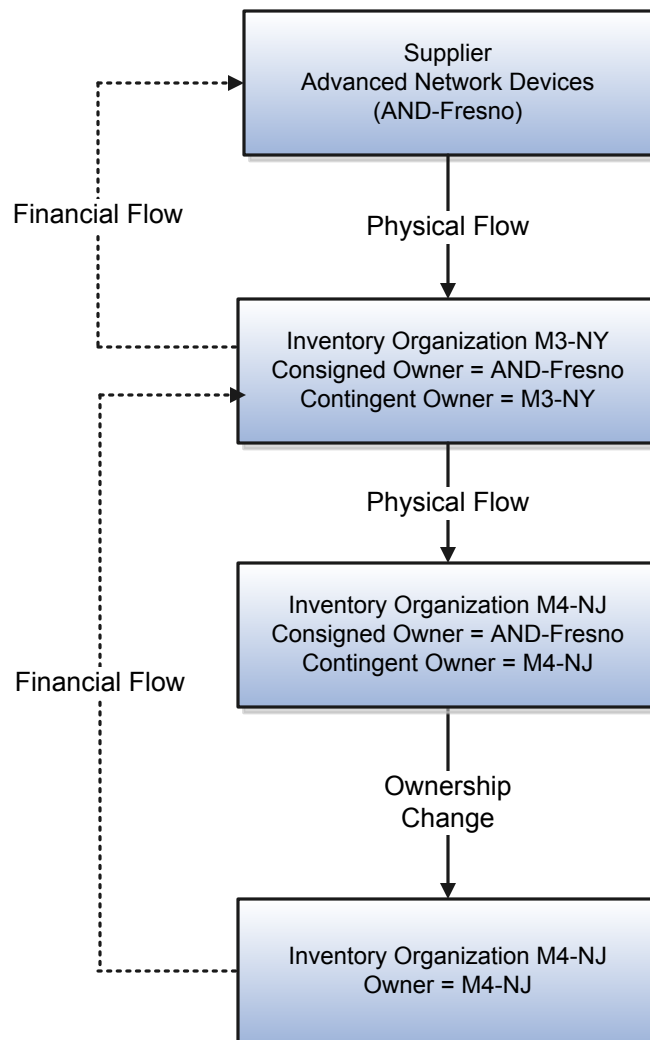 Supplier
Advanced Network Devices
(AND-Fresno)
Financial Flow
Physical Flow
Inventory Organization M3-NY
Consigned Owner = AND-Fresno
Contingent Owner = M3-NY
Physical Flow
Inventory Organization M4-NJ
Consigned Owner = AND-Fresno
Contingent Owner = M4-NJ
Financial Flow
Ownership
Change
Inventory Organization M4-NJ
Owner = M4-NJ